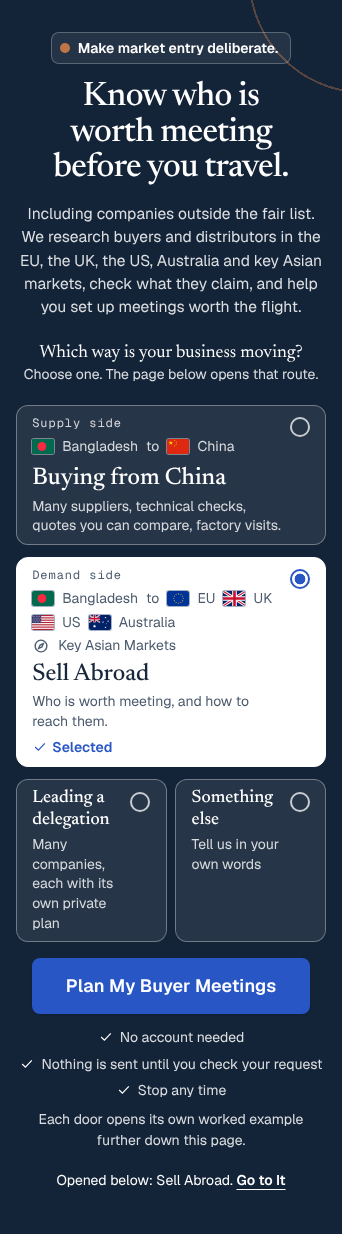 Make market entry deliberate.
Know who is
worth meeting
before you travel.
Including companies outside the fair list.
We research buyers and distributors in the
EU, the UK, the US, Australia and key Asian
markets, check what they claim, and help
you set up meetings worth the flight.
Which way is your business moving?
Choose one. The page below opens that route.
Supply side
Bangladesh to China
Buying from China
Many suppliers, technical checks,
quotes you can compare, factory visits.
Demand side
Bangladesh to EU UK
US Australia
Key Asian Markets
Sell Abroad
Who is worth meeting, and how to
reach them.
Selected
Leading a
delegation
Many
companies,
each with its
own private
plan
Something
else
Tell us in your
own words
Plan My Buyer Meetings
No account needed
Nothing is sent until you check your request
Stop any time
Each door opens its own worked example
further down this page.
Opened below: Sell Abroad. Go to It